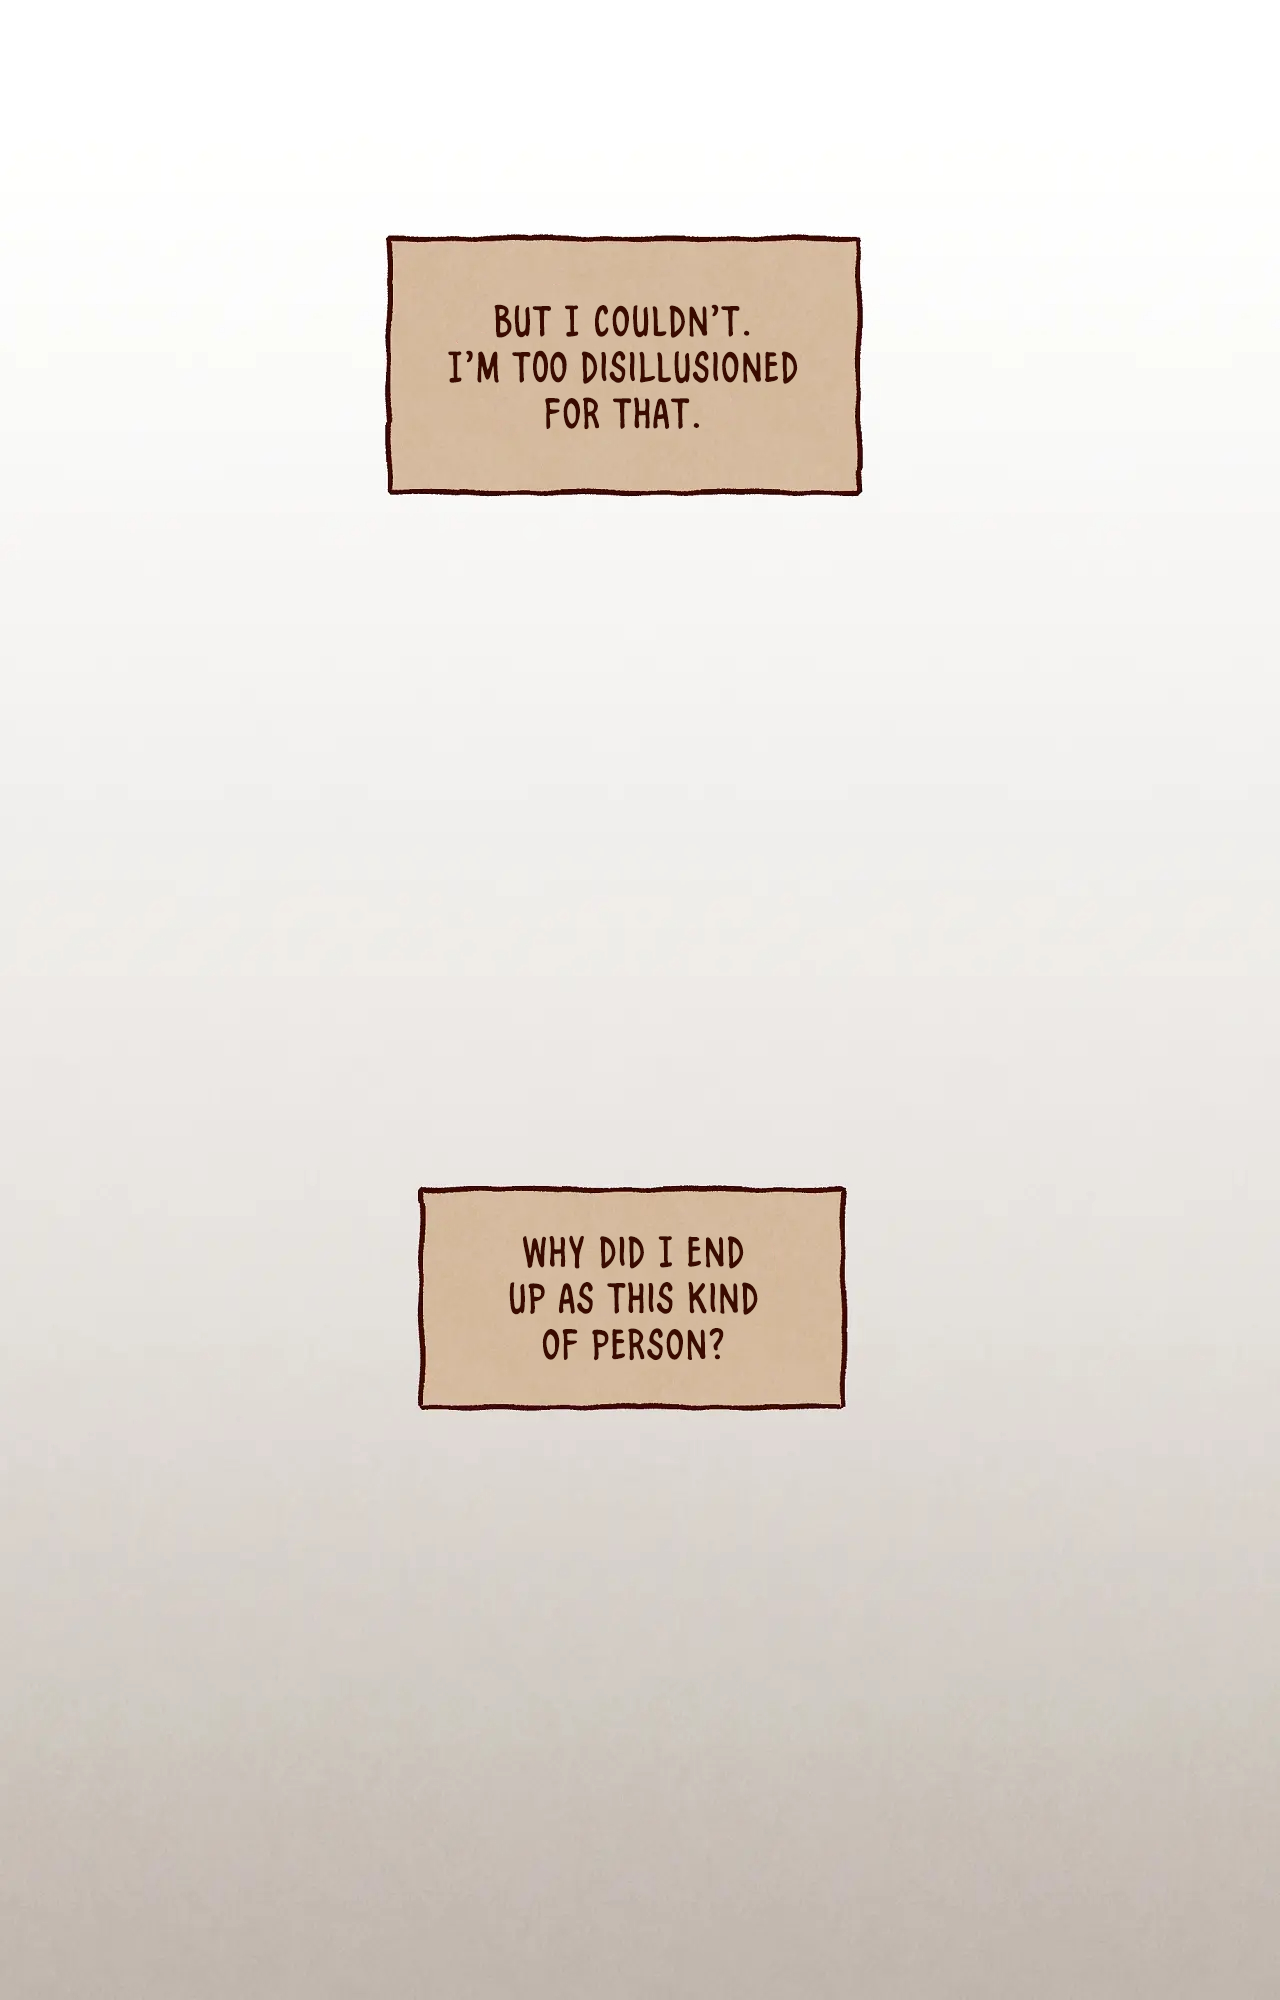 BUT I COULDN'T.
I'M TOO DISILLUSIONED
FOR THAT.
WHY DID I END
UP AS THIS KIND
OF PERSON?